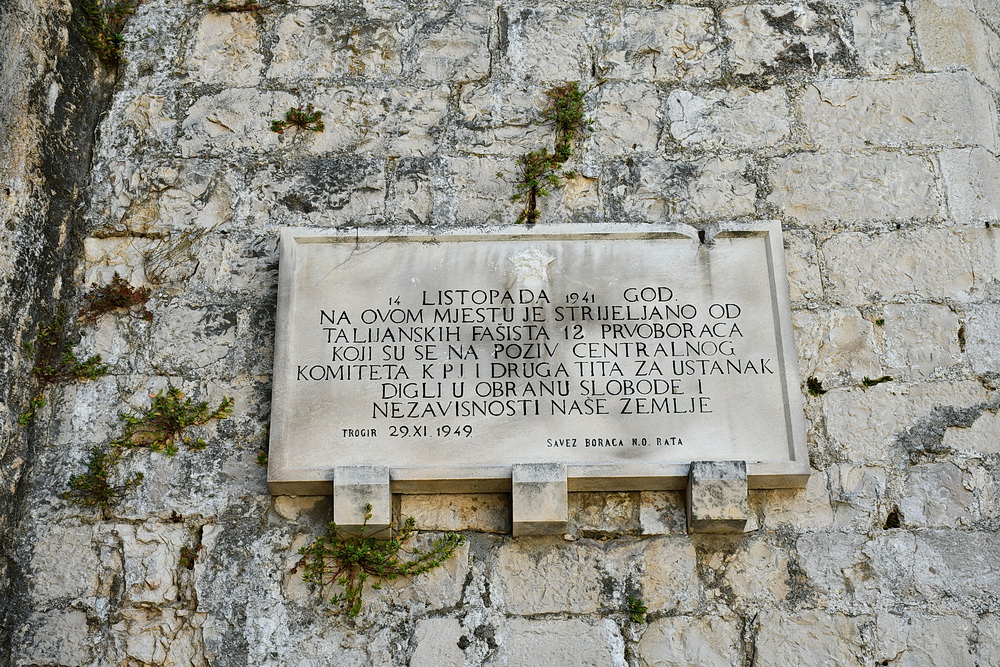 14 LISTOPADA 1941 GOD.
NA OVOM MJESTU JE STRIJELJANO OD
TALIJANSKIH FAŠISTA 12 PRVOBORACA
KOJI SU SE NA POZIV CENTRALNOG
KOMITETA KPJ I DRUGA TITA ZA USTANAK
DIGLI U OBRANU SLOBODE I
NEZAVISNOSTI NAŠE ZEMLJE
TROGIR 29.XI.1949.
SAVEZ BORACA N.O. RATA